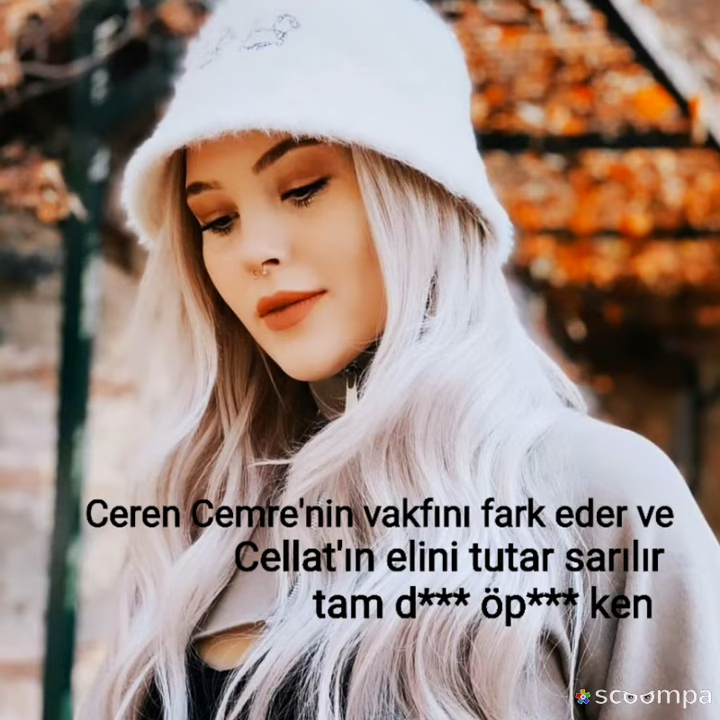 Ceren Cemre'nin vakfını fark eder ve
Cellat'ın elini tutar sarılır
tam d*** öp*** ken
scoompa